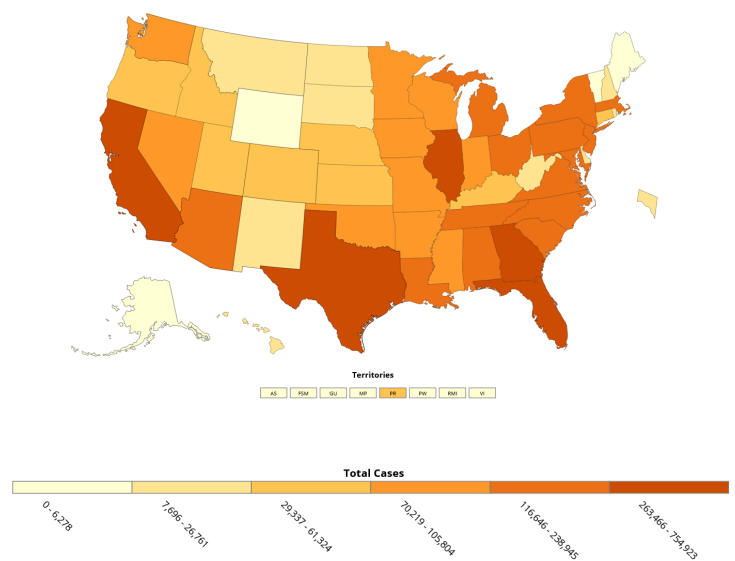 Territories
AS FSM GU MP PR PW RMI VI
Total Cases
0 - 6,278
7,696 - 26,761
29,337 - 61,324
70,219 - 105,804
116,646 - 238,945
263,466 - 754,923